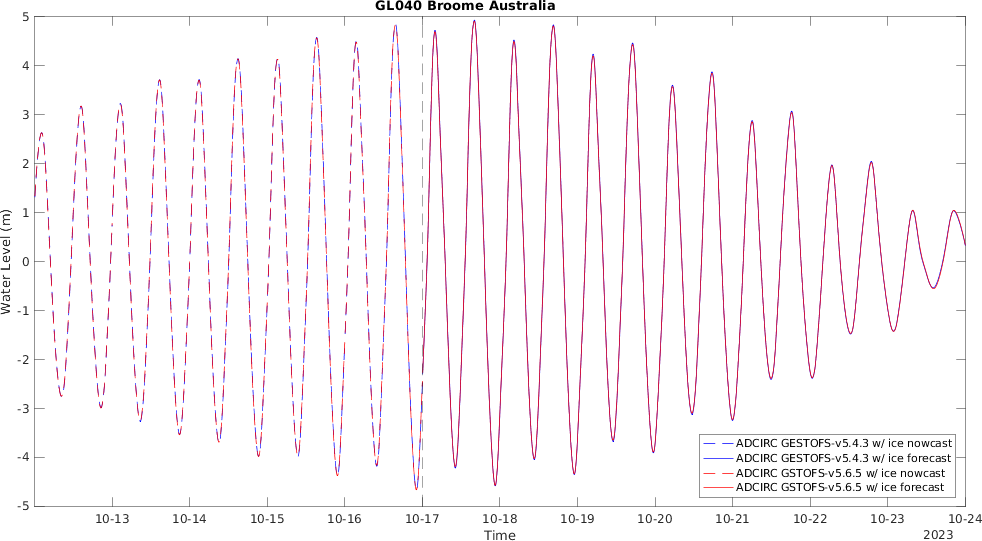 GL040 Broome Australia
5
4
3
2
1
0
-1
-2
-3
-4
-5
Water Level (m)
ADCIRC GESTOFS-v5.4.3 w/ ice nowcast
ADCIRC GESTOFS-v5.4.3 w/ ice forecast
ADCIRC GSTOFS-v5.6.5 w/ ice nowcast
ADCIRC GSTOFS-v5.6.5 w/ ice forecast
10-13 10-14 10-15 10-16 10-17 10-18 10-19 10-20 10-21 10-22 10-23 10-24
Time
2023